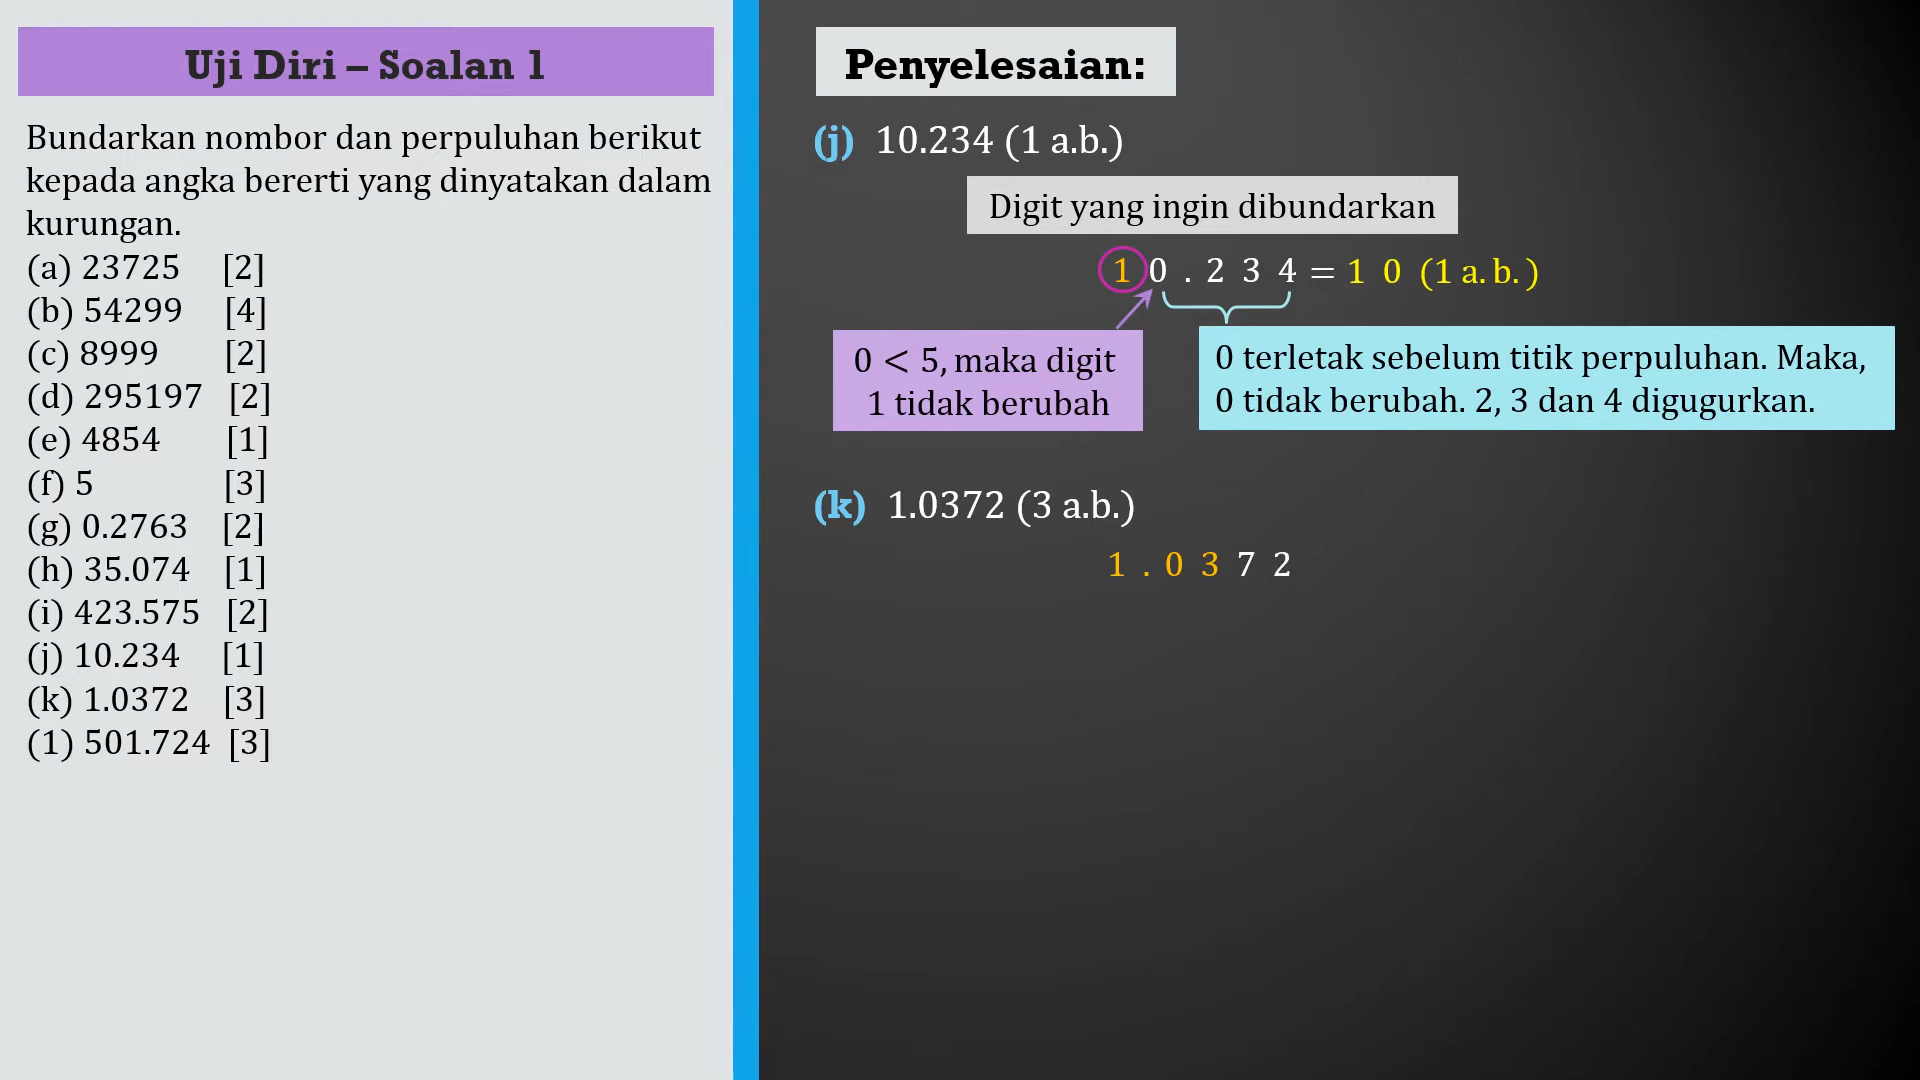 Uji Diri – Soalan 1
Bundarkan nombor dan perpuluhan berikut
kepada angka bererti yang dinyatakan dalam
kurungan.
(a) 23725 [2]
(b) 54299 [4]
(c) 8999 [2]
(d) 295197 [2]
(e) 4854 [1]
(f) 5 [3]
(g) 0.2763 [2]
(h) 35.074 [1]
(i) 423.575 [2]
(j) 10.234 [1]
(k) 1.0372 [3]
(1) 501.724 [3]
Penyelesaian:
(j) 10.234 (1 a.b.)
Digit yang ingin dibundarkan
1 0 . 2 3 4 = 1 0 (1 a.b.)
0 < 5, maka digit
1 tidak berubah
0 terletak sebelum titik perpuluhan. Maka,
0 tidak berubah. 2, 3 dan 4 digugurkan.
(k) 1.0372 (3 a.b.)
1 . 0 3 7 2